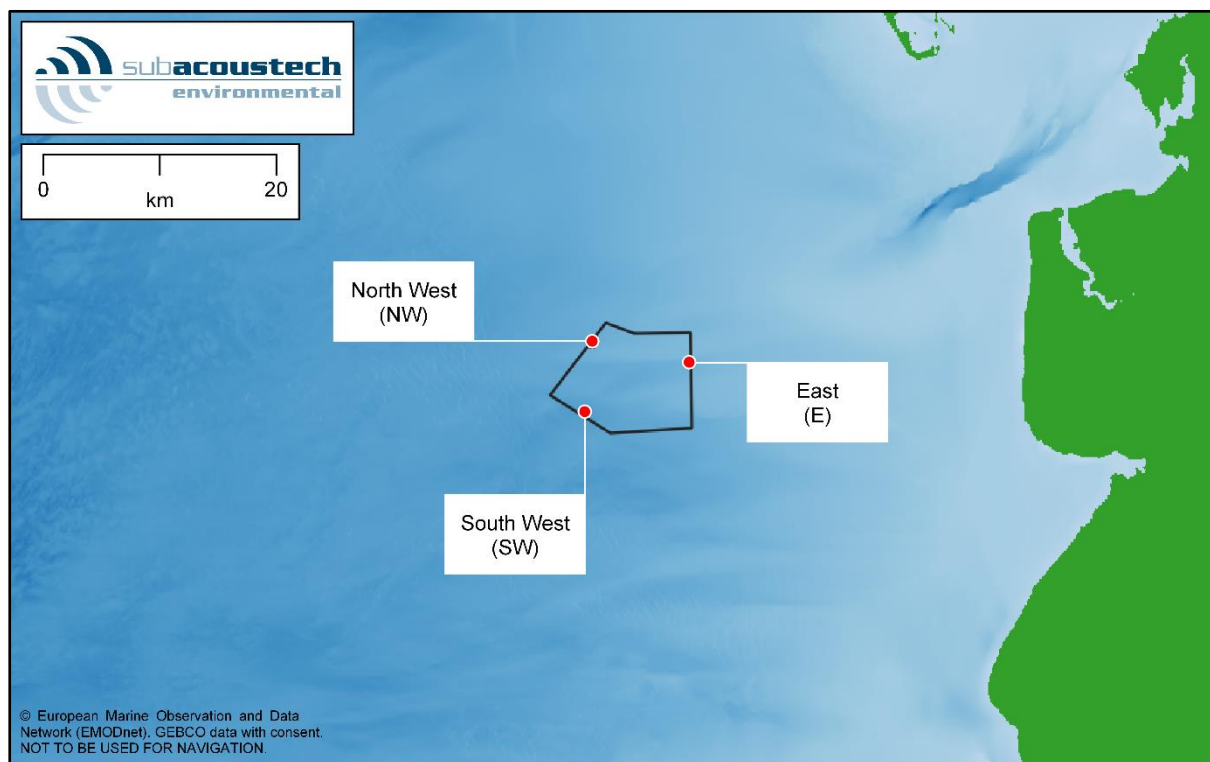 subacoustech
environmental
0
20
km
North West
(NW)
East
(E)
South West
(SW)
© European Marine Observation and Data
Network (EMODnet). GEBCO data with consent.
NOT TO BE USED FOR NAVIGATION.